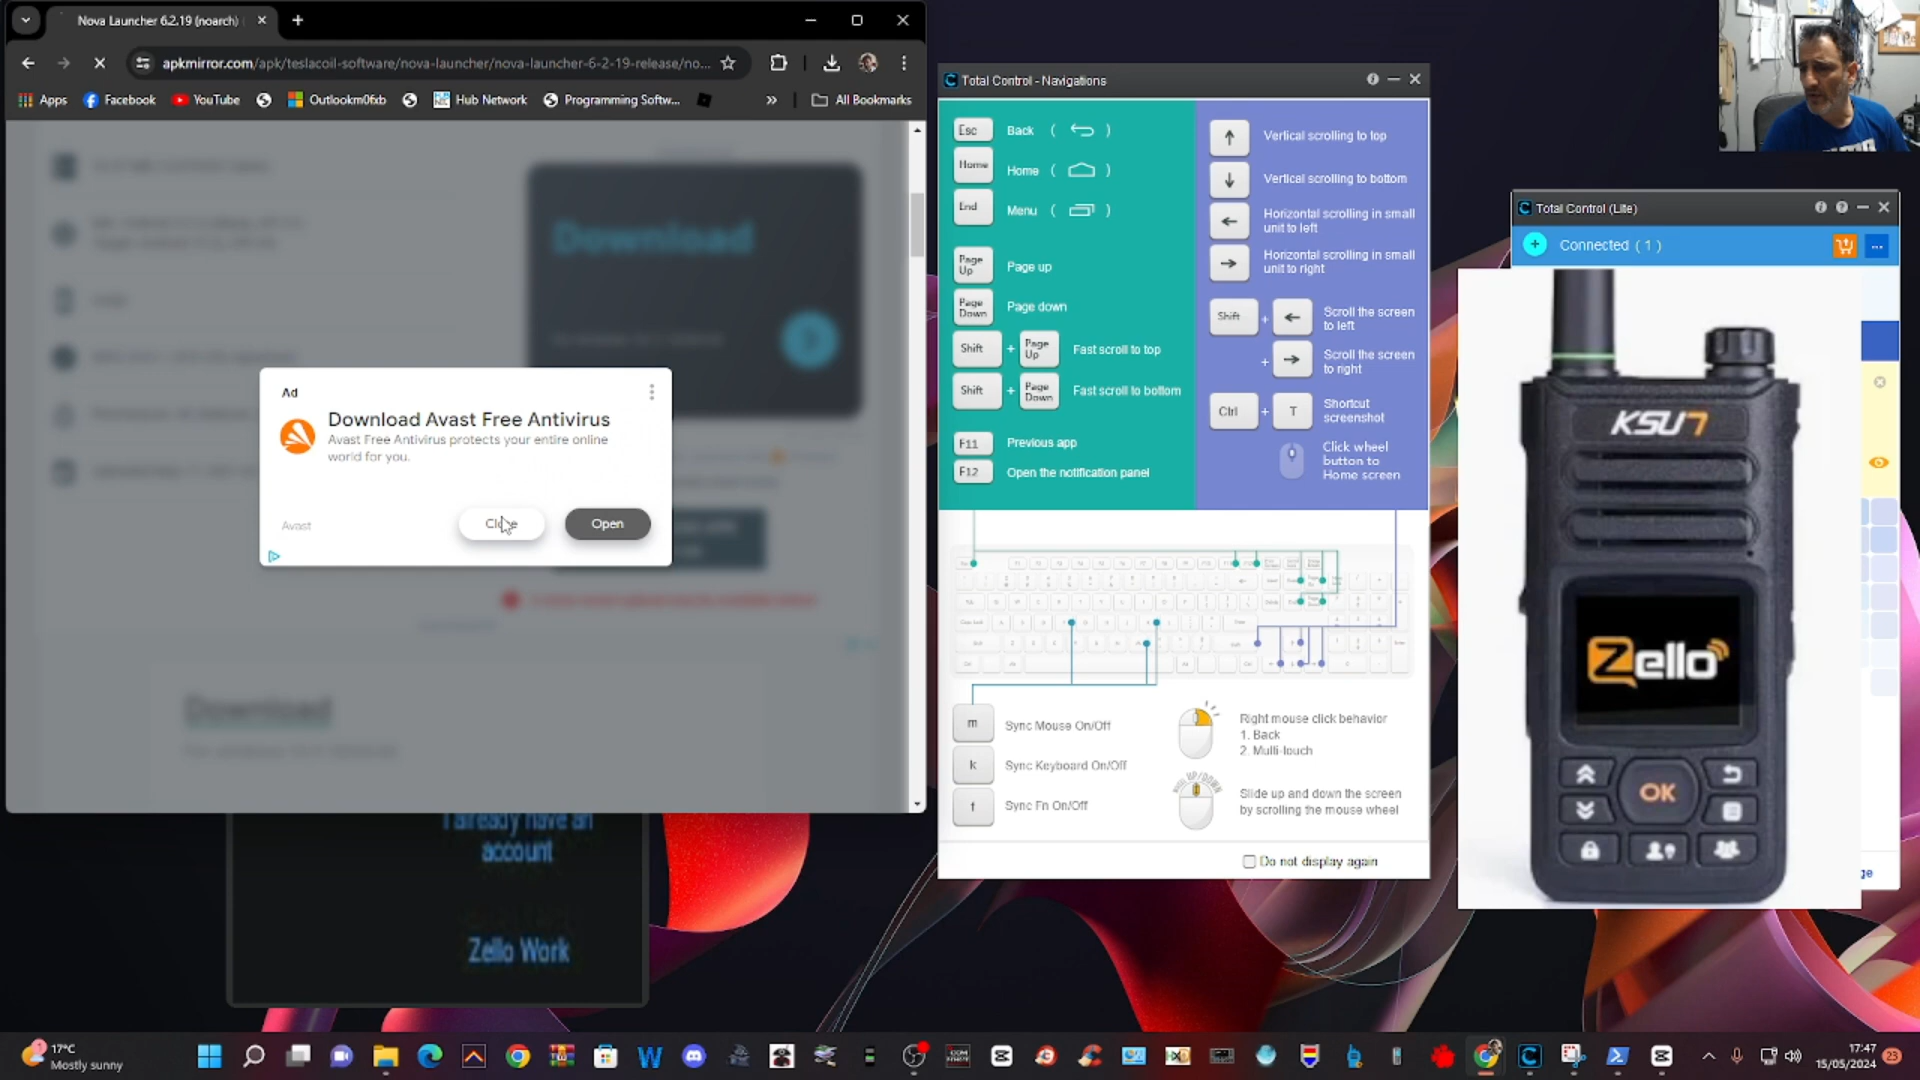 Nova Launcher 6.2.19 (noarch)
apkmirror.com/apk/teslacoil-software/nova-launcher/nova-launcher-6-2-19-release/no...
Apps
Facebook
YouTube
Outlookm0fxb
Hub Network
Programming Softw...
»
All Bookmarks
Download
Ad
Download Avast Free Antivirus
Avast Free Antivirus protects your entire online
world for you.
Avast
Close
Open
Download
I already have an
account
Zello Work
Total Control - Navigations
Esc
Back ( )
Home
Home ( )
End
Menu ( )
Page
Up
Page up
Page
Down
Page down
Shift + Page
Up
Fast scroll to top
Shift + Page
Down
Fast scroll to bottom
F11
Previous app
F12
Open the notification panel
Vertical scrolling to top
Vertical scrolling to bottom
Horizontal scrolling in small
unit to left
Horizontal scrolling in small
unit to right
Shift + ←
Scroll the screen
to left
+ →
Scroll the screen
to right
Ctrl + T
Shortcut
screenshot
Click wheel
button to
Home screen
m
Sync Mouse On/Off
k
Sync Keyboard On/Off
f
Sync Fn On/Off
Right mouse click behavior
1. Back
2. Multi-touch
UP/DOWN
Slide up and down the screen
by scrolling the mouse wheel
Do not display again
Total Control (Lite)
Connected ( 1 )
KSU7
Zello
OK
17°C
Mostly sunny
17:47
15/05/2024
23